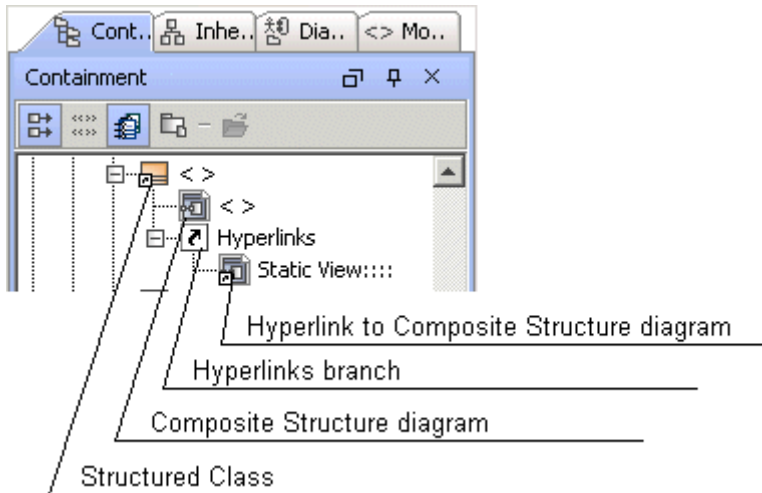 Cont.. Inhe.. Dia.. <> Mo..
Containment
< >
< >
Hyperlinks
Static View::::
Hyperlink to Composite Structure diagram
Hyperlinks branch
Composite Structure diagram
Structured Class